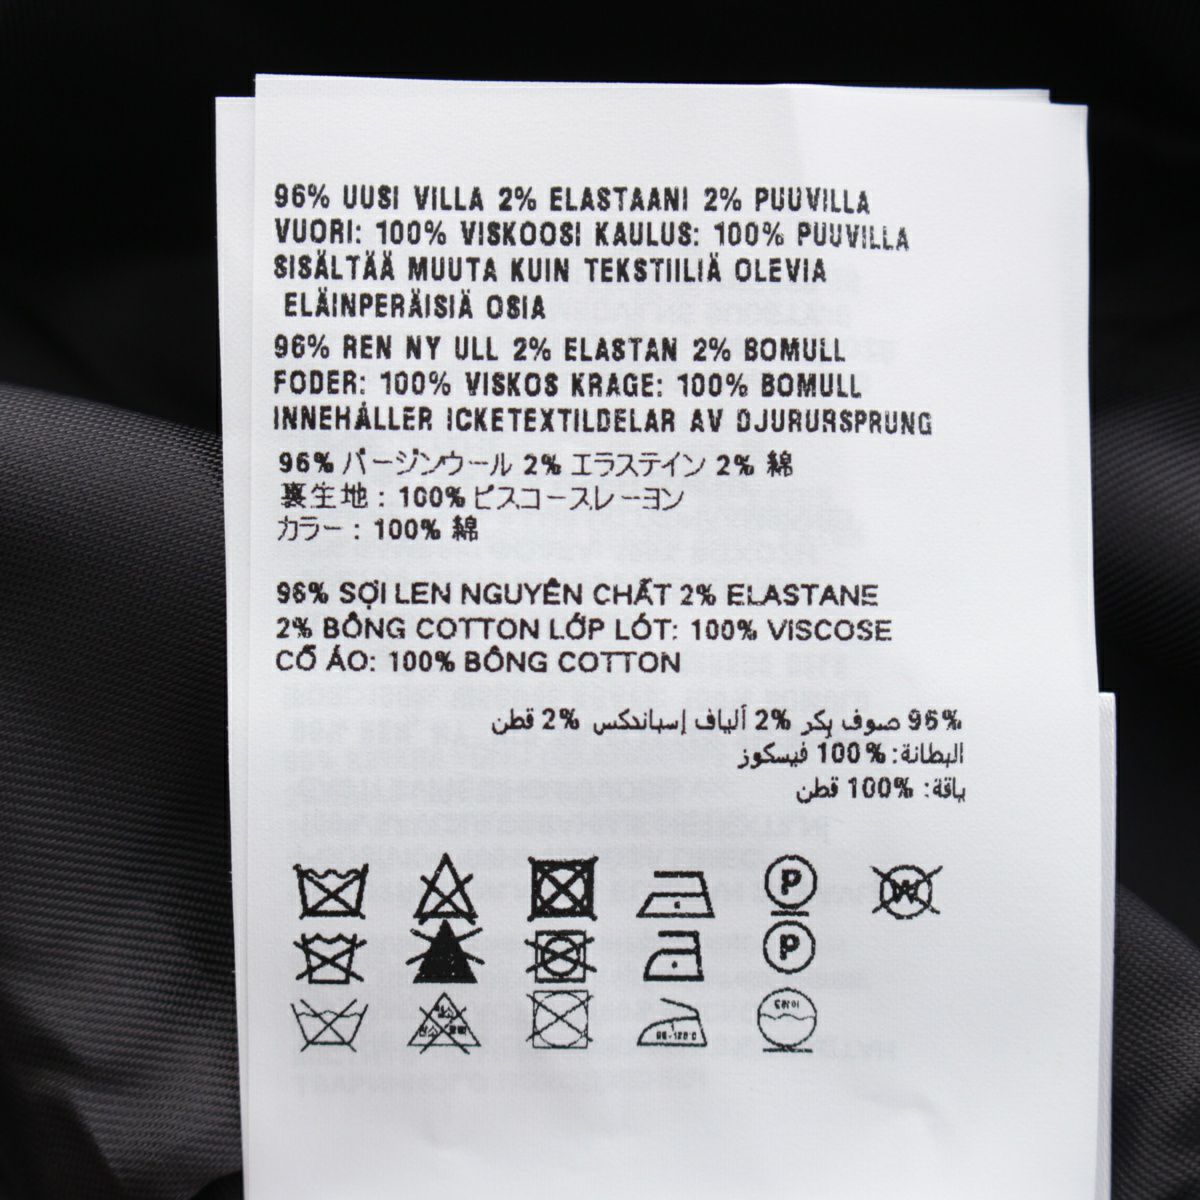 96% UUSI VILLA 2% ELASTAANI 2% PUUVILLA
VUORI: 100% VISKOOSI KAULUS: 100% PUUVILLA
SISÄLTÄÄ MUUTA KUIN TEKSTIILIÄ OLEVIA
ELÄINPERÄISIÄ OSIA
96% REN NY ULL 2% ELASTAN 2% BOMULL
FODER: 100% VISKOS KRAGE: 100% BOMULL
INNEHÅLLER ICKETEXTILDELAR AV DJURURSPRUNG
96% バージンウール 2% エラステイン 2% 綿
裏生地 : 100% ビスコースレーヨン
カラー : 100% 綿
96% SỢI LEN NGUYÊN CHẤT 2% ELASTANE
2% BÔNG COTTON LỚP LÓT: 100% VISCOSE
CỔ ÁO: 100% BÔNG COTTON
96% صوف بكر 2% ألياف إسباندكس 2% قطن
البطانة: 100% فيسكوز
ياقة: 100% قطن
P W
P
드라이